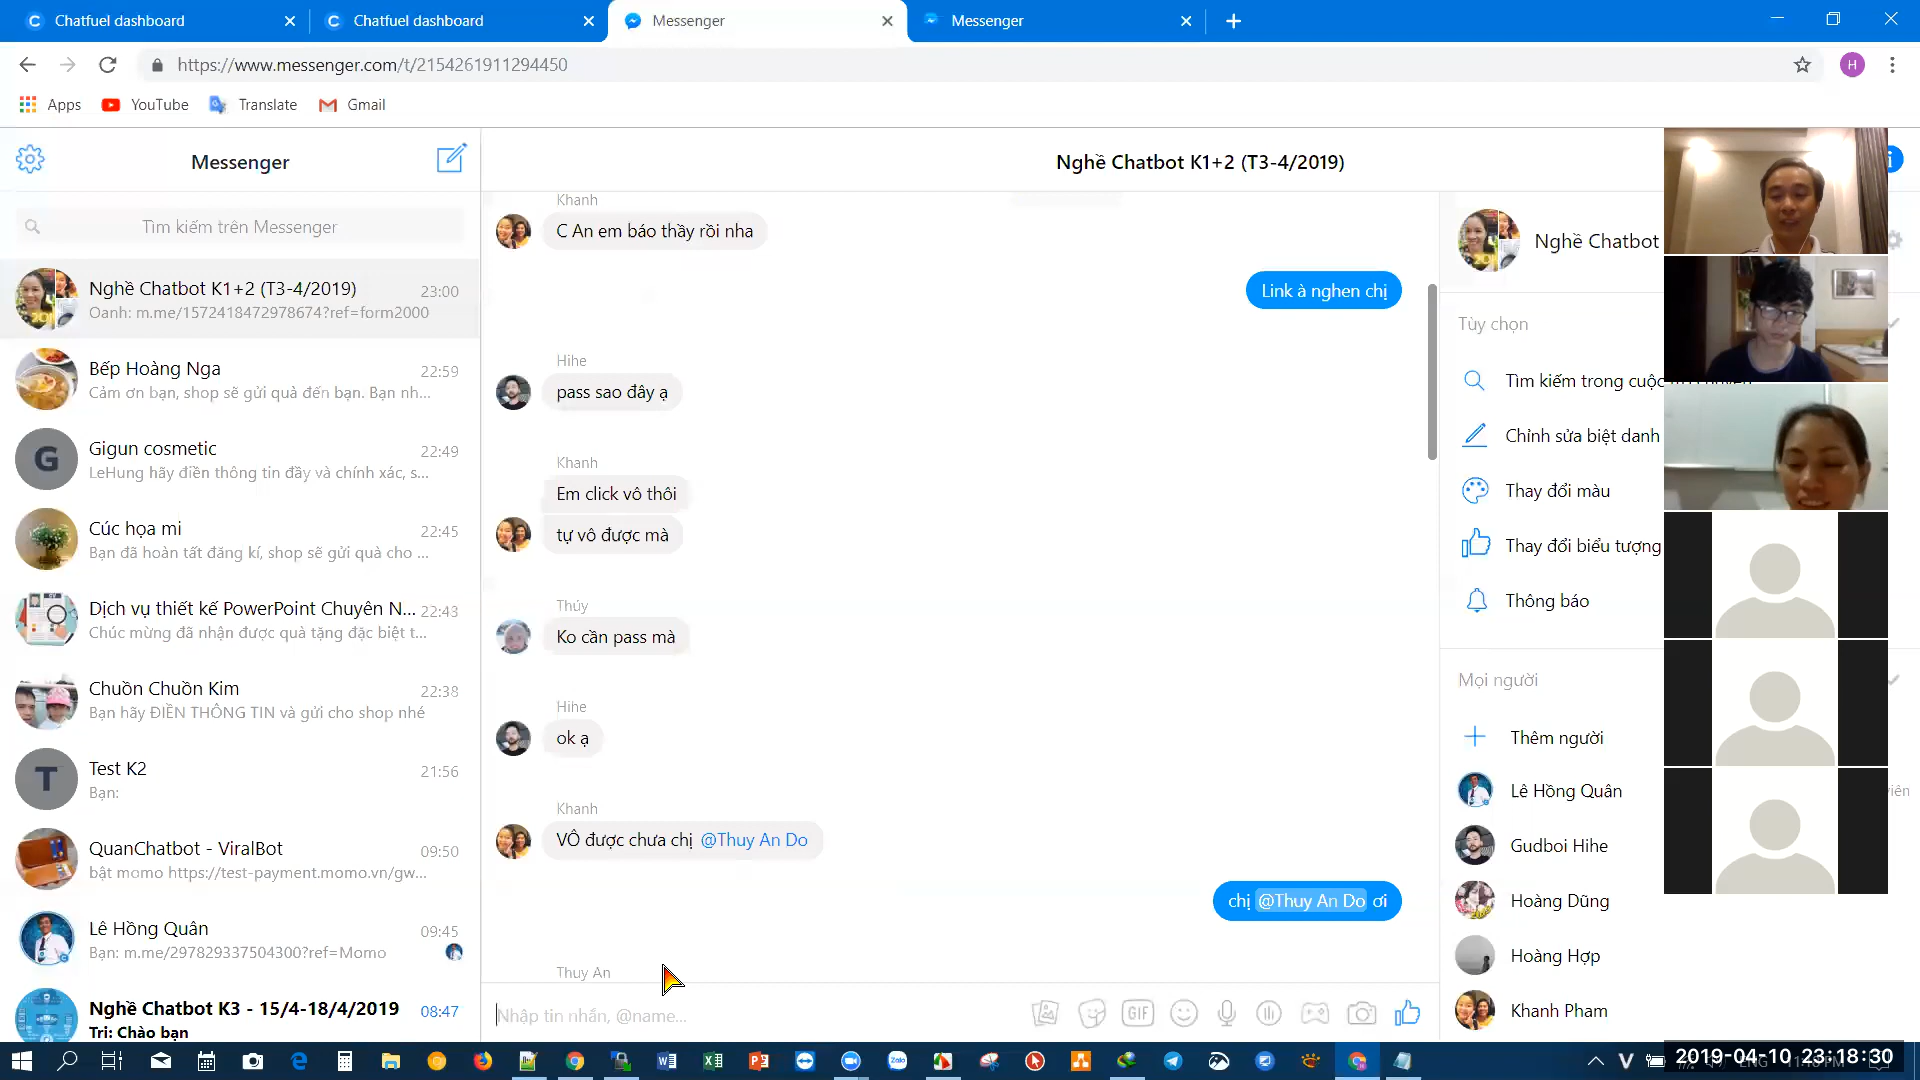 Chatfuel dashboard
Chatfuel dashboard
Messenger
Messenger
https://www.messenger.com/t/2154261911294450
H
Apps
YouTube
Translate
Gmail
Messenger
Tìm kiếm trên Messenger
Nghề Chatbot K1+2 (T3-4/2019)
23:00
Oanh: m.me/1572418472978674?ref=form2000
Bếp Hoàng Nga
22:59
Cảm ơn bạn, shop sẽ gửi quà đến bạn. Bạn nh...
G
Gigun cosmetic
22:49
LeHung hãy điền thông tin đầy và chính xác, s...
Cúc họa mi
22:45
Bạn đã hoàn tất đăng kí, shop sẽ gửi quà cho ...
Dịch vụ thiết kế PowerPoint Chuyên N...
22:43
Chúc mừng đã nhận được quà tặng đặc biệt t...
Chuồn Chuồn Kim
22:38
Bạn hãy ĐIỀN THÔNG TIN và gửi cho shop nhé
T
Test K2
21:56
Bạn:
QuanChatbot - ViralBot
09:50
bật momo https://test-payment.momo.vn/gw...
Lê Hồng Quân
09:45
Bạn: m.me/297829337504300?ref=Momo
Nghề Chatbot K3 - 15/4-18/4/2019
08:47
Tri: Chào bạn
Nghề Chatbot K1+2 (T3-4/2019)
Khanh
C An em báo thầy rồi nha
Link à nghen chị
Hihe
pass sao đây ạ
Khanh
Em click vô thôi
tự vô được mà
Thúy
Ko cần pass mà
Hihe
ok ạ
Khanh
VÔ được chưa chị @Thuy An Do
chị @Thuy An Do ơi
Thuy An
Nhập tin nhắn, @name...
GIF
Nghề Chatbot
Tùy chọn
Tìm kiếm trong cuộc
Chỉnh sửa biệt danh
Thay đổi màu
Thay đổi biểu tượng
Thông báo
Mọi người
Thêm người
Lê Hồng Quân
Gudboi Hihe
Hoàng Dũng
Hoàng Hợp
Khanh Pham
2019-04-10 23:18:30